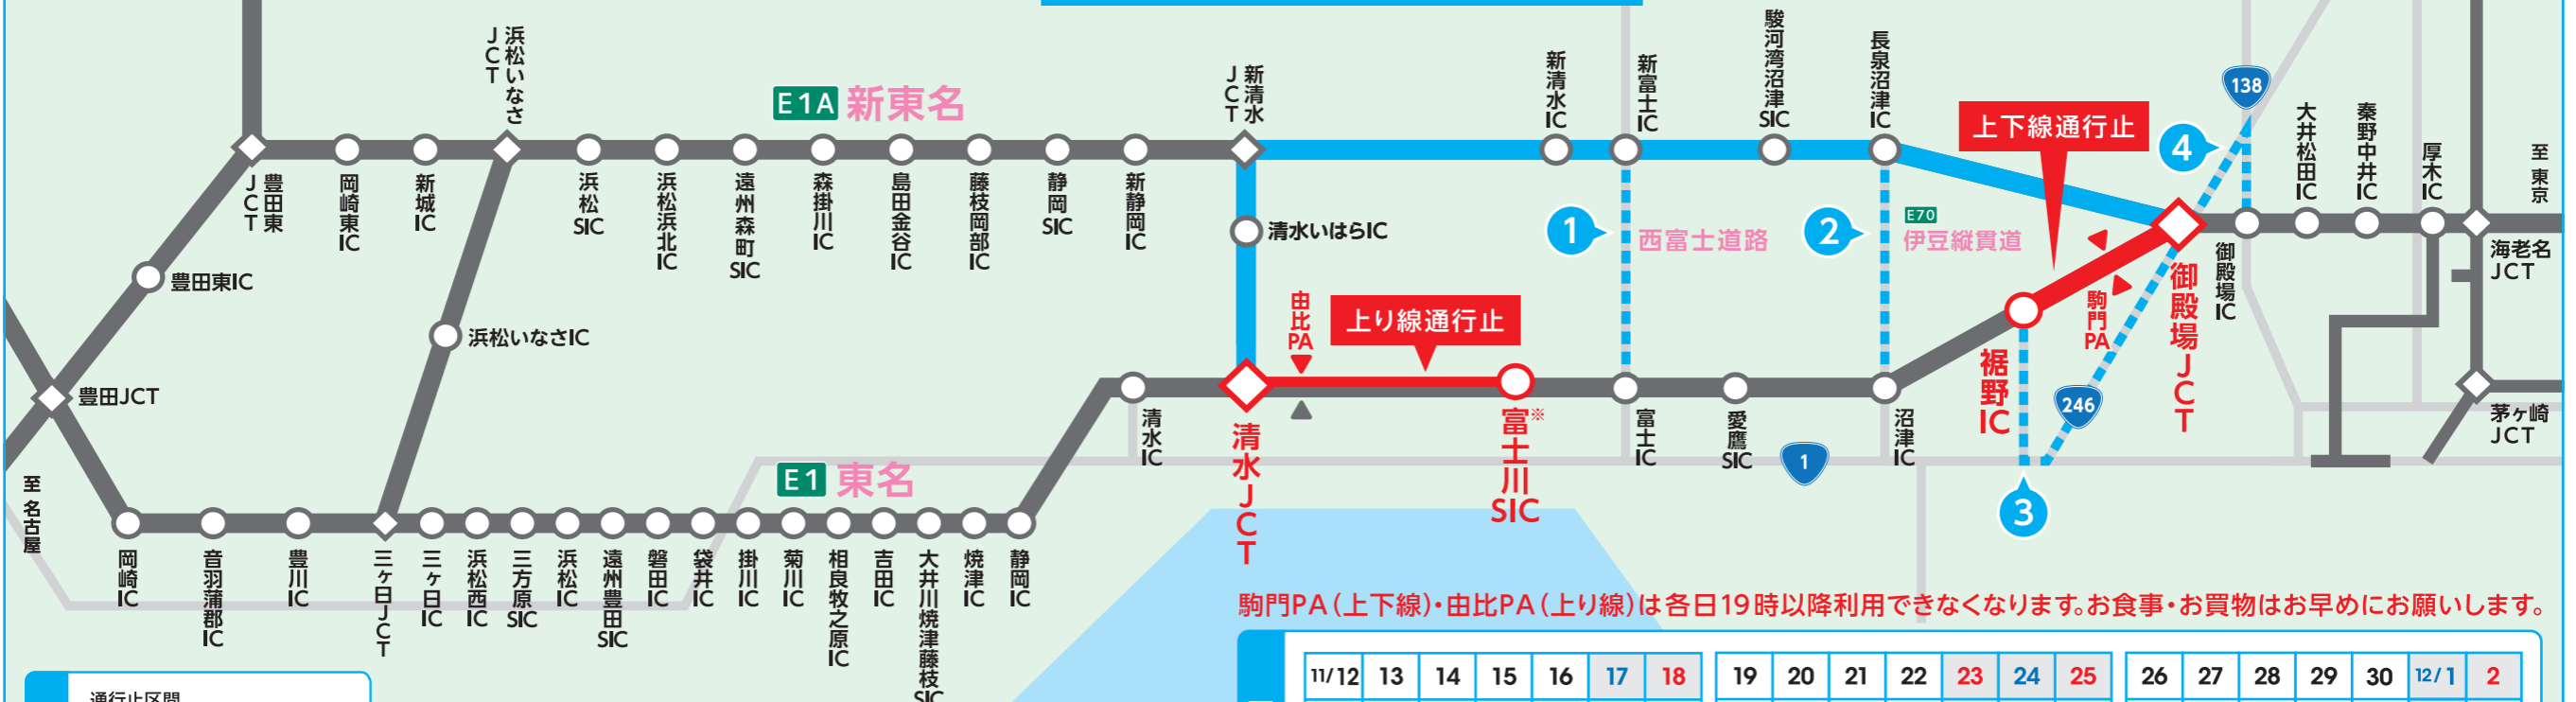 浜松いなさJCT
E1A 新東名
新清水JCT
新清水IC
新富士IC
駿河湾沼津SIC
長泉沼津IC
上下線通行止
138
4
大井松田IC
秦野中井IC
厚木IC
至 東京
豊田東JCT
岡崎東IC
新城IC
浜松SIC
浜松浜北IC
遠州森町SIC
森掛川IC
島田金谷IC
藤枝岡部IC
静岡SIC
新静岡IC
清水いはらIC
1
西富士道路
2
E70
伊豆縦貫道
御殿場JCT
御殿場IC
海老名JCT
豊田東IC
浜松いなさIC
由比PA
上り線通行止
駒門PA
裾野IC
246
豊田JCT
清水IC
清水JCT
富士川SIC※
富士IC
愛鷹SIC
1
沼津IC
茅ヶ崎JCT
E1 東名
至 名古屋
3
岡崎IC
音羽蒲郡IC
豊川IC
三ヶ日JCT
三ヶ日IC
浜松西IC
三方原SIC
浜松IC
遠州豊田SIC
磐田IC
袋井IC
掛川IC
菊川IC
相良牧之原IC
吉田IC
大井川焼津藤枝SIC
焼津IC
静岡IC
駒門PA（上下線）・由比PA（上り線）は各日19時以降利用できなくなります。お食事・お買物はお早めにお願いします。
11/12 13 14 15 16 17 18 19 20 21 22 23 24 25 26 27 28 29 30 12/1 2
通行止区間